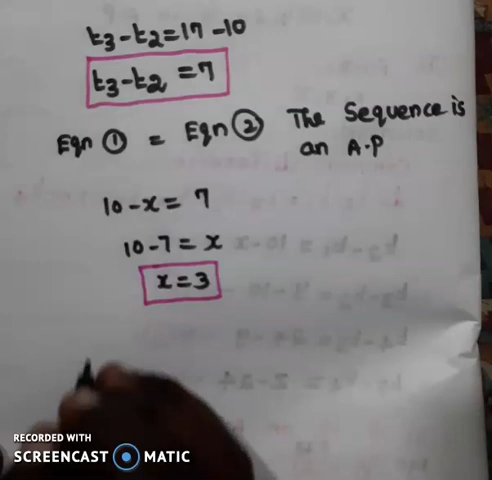 t3-t2=17-10
t3-t2=7
Eqn ① = Eqn ② The Sequence is
an A.P
10-x= 7
10-7=x
x=3
RECORDED WITH
SCREENCAST MATIC